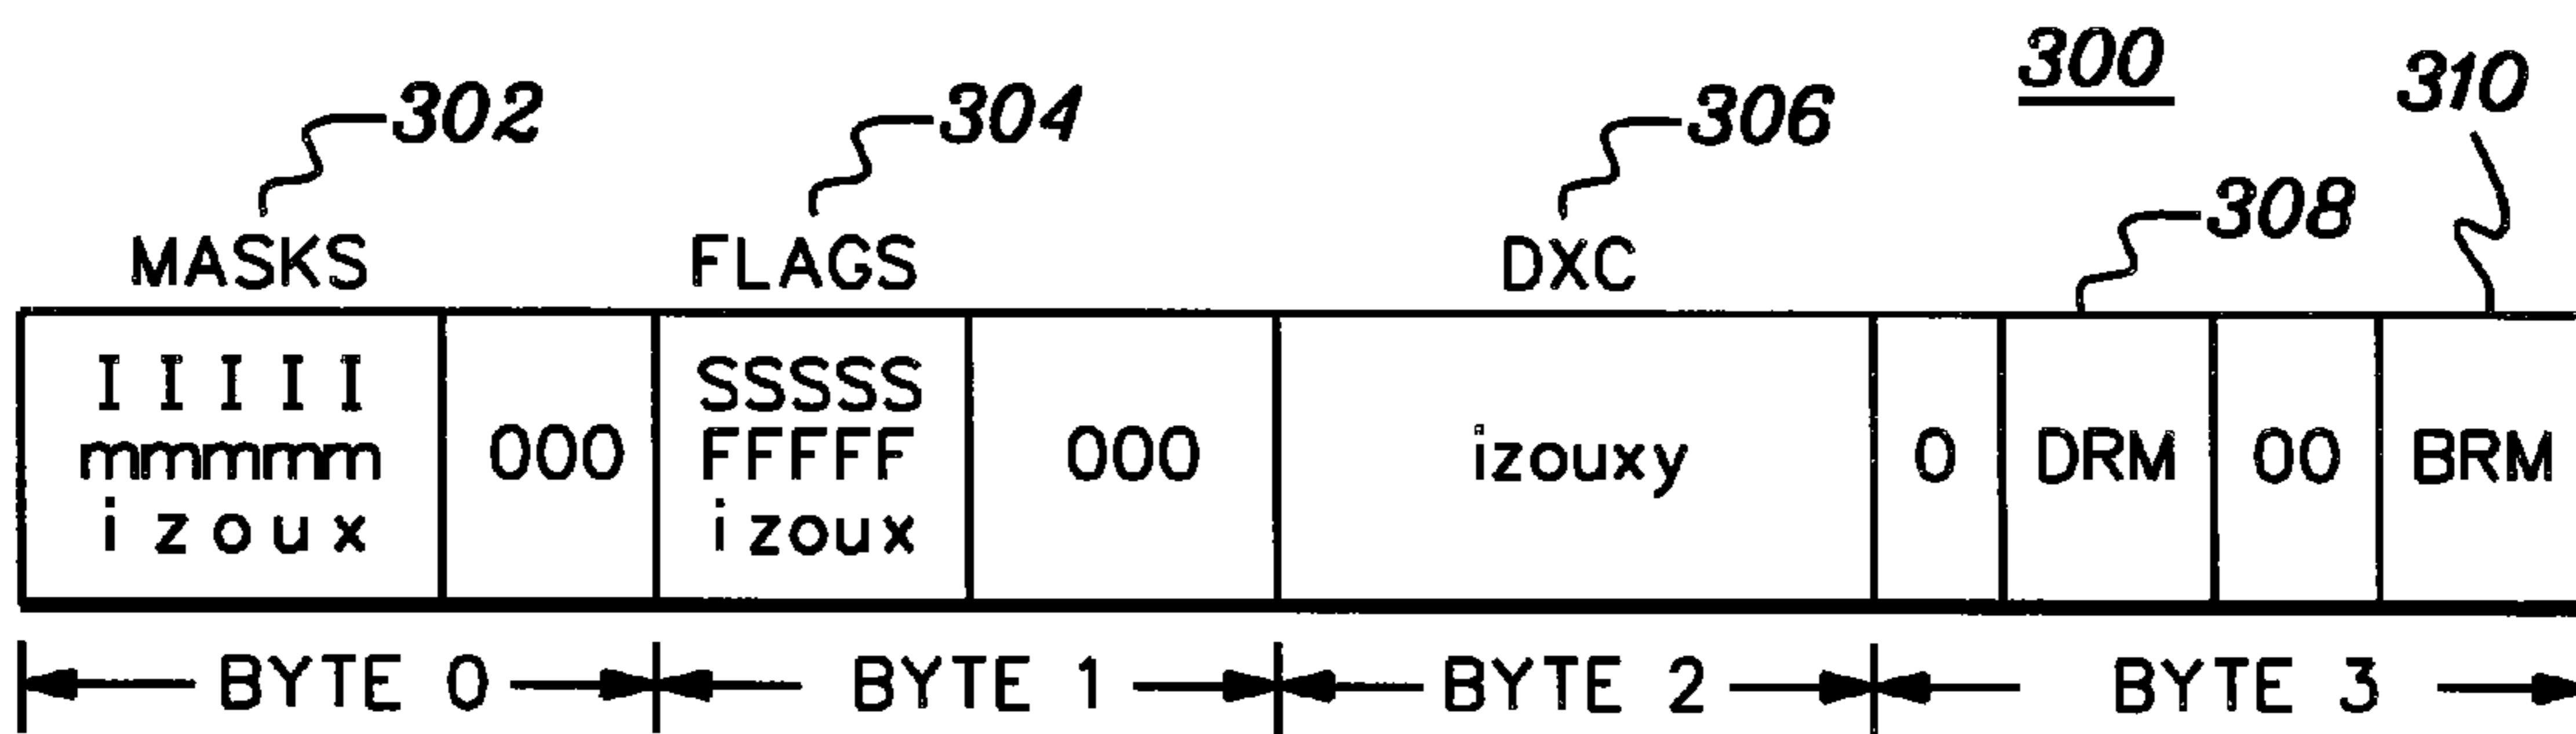 300
302 304 306 308 310
MASKS FLAGS DXC
I I I I I SSSSS
mmmmm 000 FFFFF 000 izouxy 0 DRM 00 BRM
i z o u x i zoux
BYTE 0 BYTE 1 BYTE 2 BYTE 3